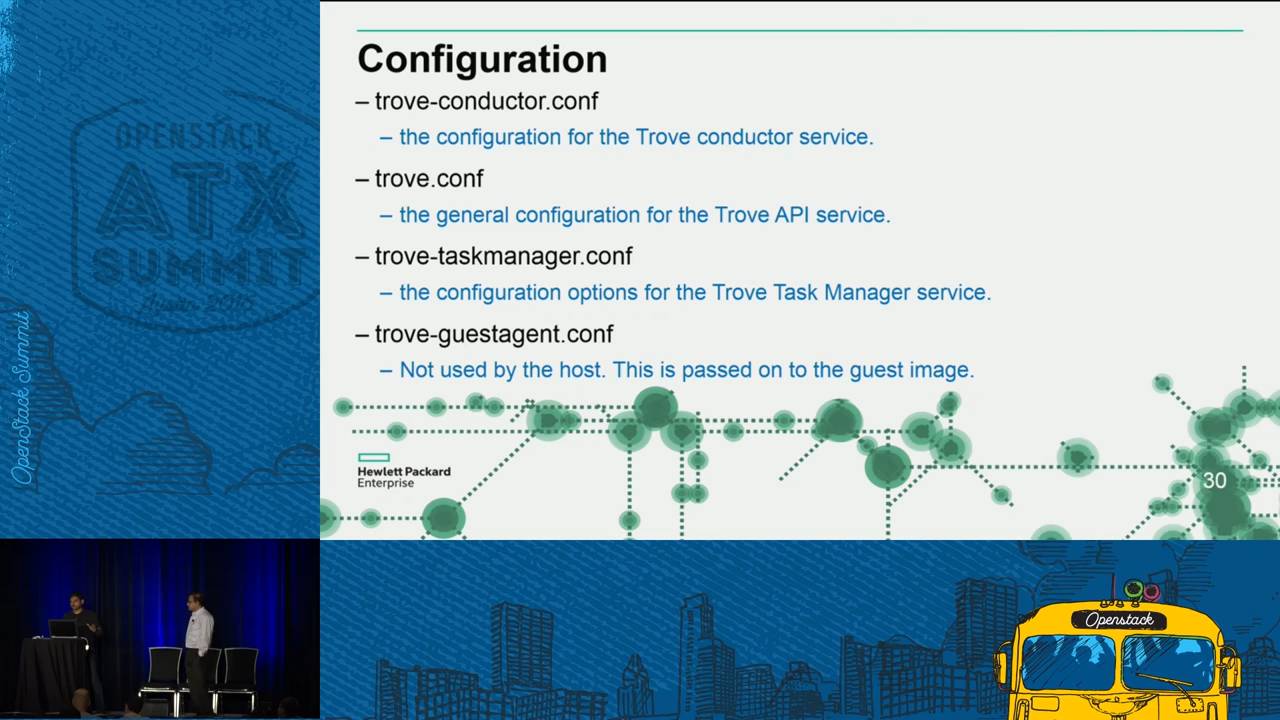 Configuration
– trove-conductor.conf
– the configuration for the Trove conductor service.
– trove.conf
– the general configuration for the Trove API service.
– trove-taskmanager.conf
– the configuration options for the Trove Task Manager service.
– trove-guestagent.conf
– Not used by the host. This is passed on to the guest image.
Hewlett Packard
Enterprise
30
OPENSTACK
ATX
SUMMIT
OpenStack Summit
Openstack